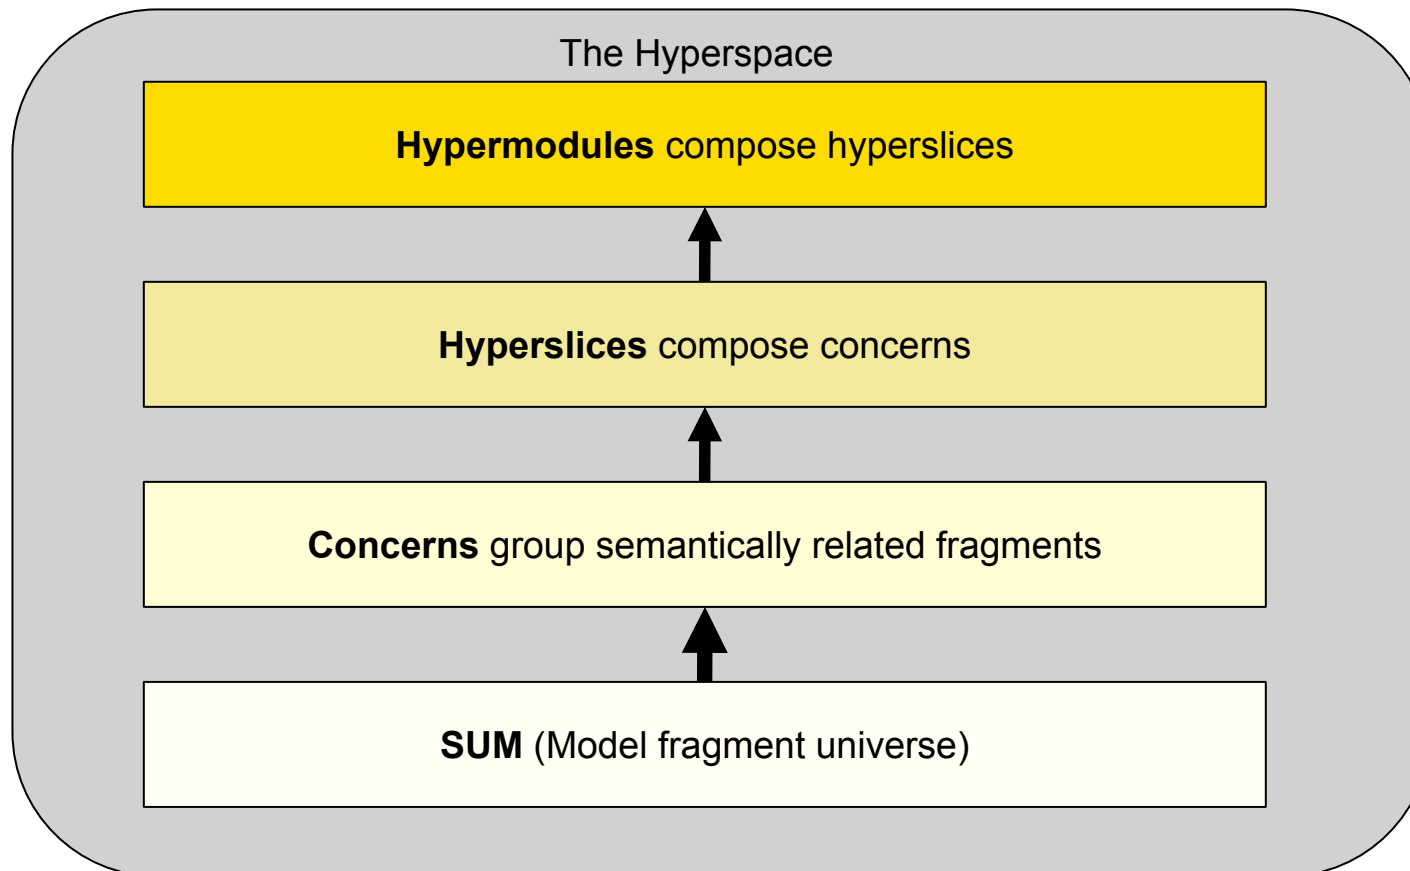 The Hyperspace
Hypermodules compose hyperslices
Hyperslices compose concerns
Concerns group semantically related fragments
SUM (Model fragment universe)